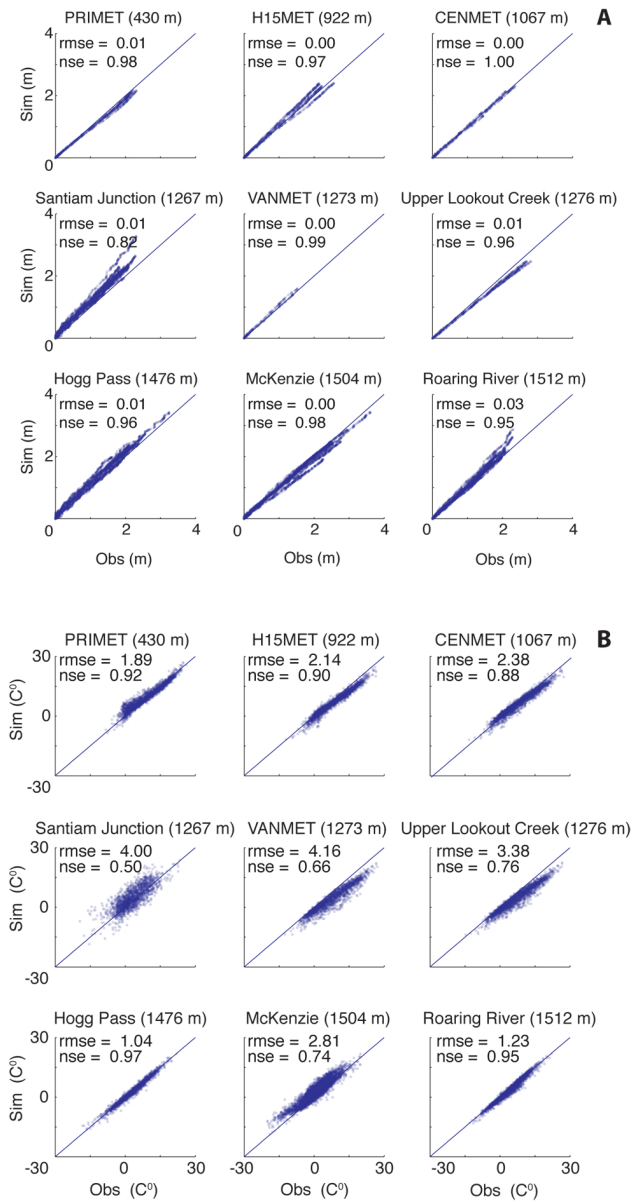 PRIMET (430 m) H15MET (922 m) CENMET (1067 m) A
4 rmse = 0.01 rmse = 0.00 rmse = 0.00
nse = 0.98 nse = 0.97 nse = 1.00
Sim (m)
2
0
Santiam Junction (1267 m) VANMET (1273 m) Upper Lookout Creek (1276 m)
4 rmse = 0.01 rmse = 0.00 rmse = 0.01
nse = 0.82 nse = 0.99 nse = 0.96
Sim (m)
2
0
Hogg Pass (1476 m) McKenzie (1504 m) Roaring River (1512 m)
4 rmse = 0.01 rmse = 0.00 rmse = 0.03
nse = 0.96 nse = 0.98 nse = 0.95
Sim (m)
2
0 2 4 0 2 4 0 2 4
Obs (m) Obs (m) Obs (m)
PRIMET (430 m) H15MET (922 m) CENMET (1067 m) B
30 rmse = 1.89 rmse = 2.14 rmse = 2.38
nse = 0.92 nse = 0.90 nse = 0.88
Sim (Cº)
0
-30
Santiam Junction (1267 m) VANMET (1273 m) Upper Lookout Creek (1276 m)
30 rmse = 4.00 rmse = 4.16 rmse = 3.38
nse = 0.50 nse = 0.66 nse = 0.76
Sim (Cº)
0
-30
Hogg Pass (1476 m) McKenzie (1504 m) Roaring River (1512 m)
30 rmse = 1.04 rmse = 2.81 rmse = 1.23
nse = 0.97 nse = 0.74 nse = 0.95
Sim (Cº)
0
-30 0 30 -30 0 30 -30 0 30
Obs (Cº) Obs (Cº) Obs (Cº)